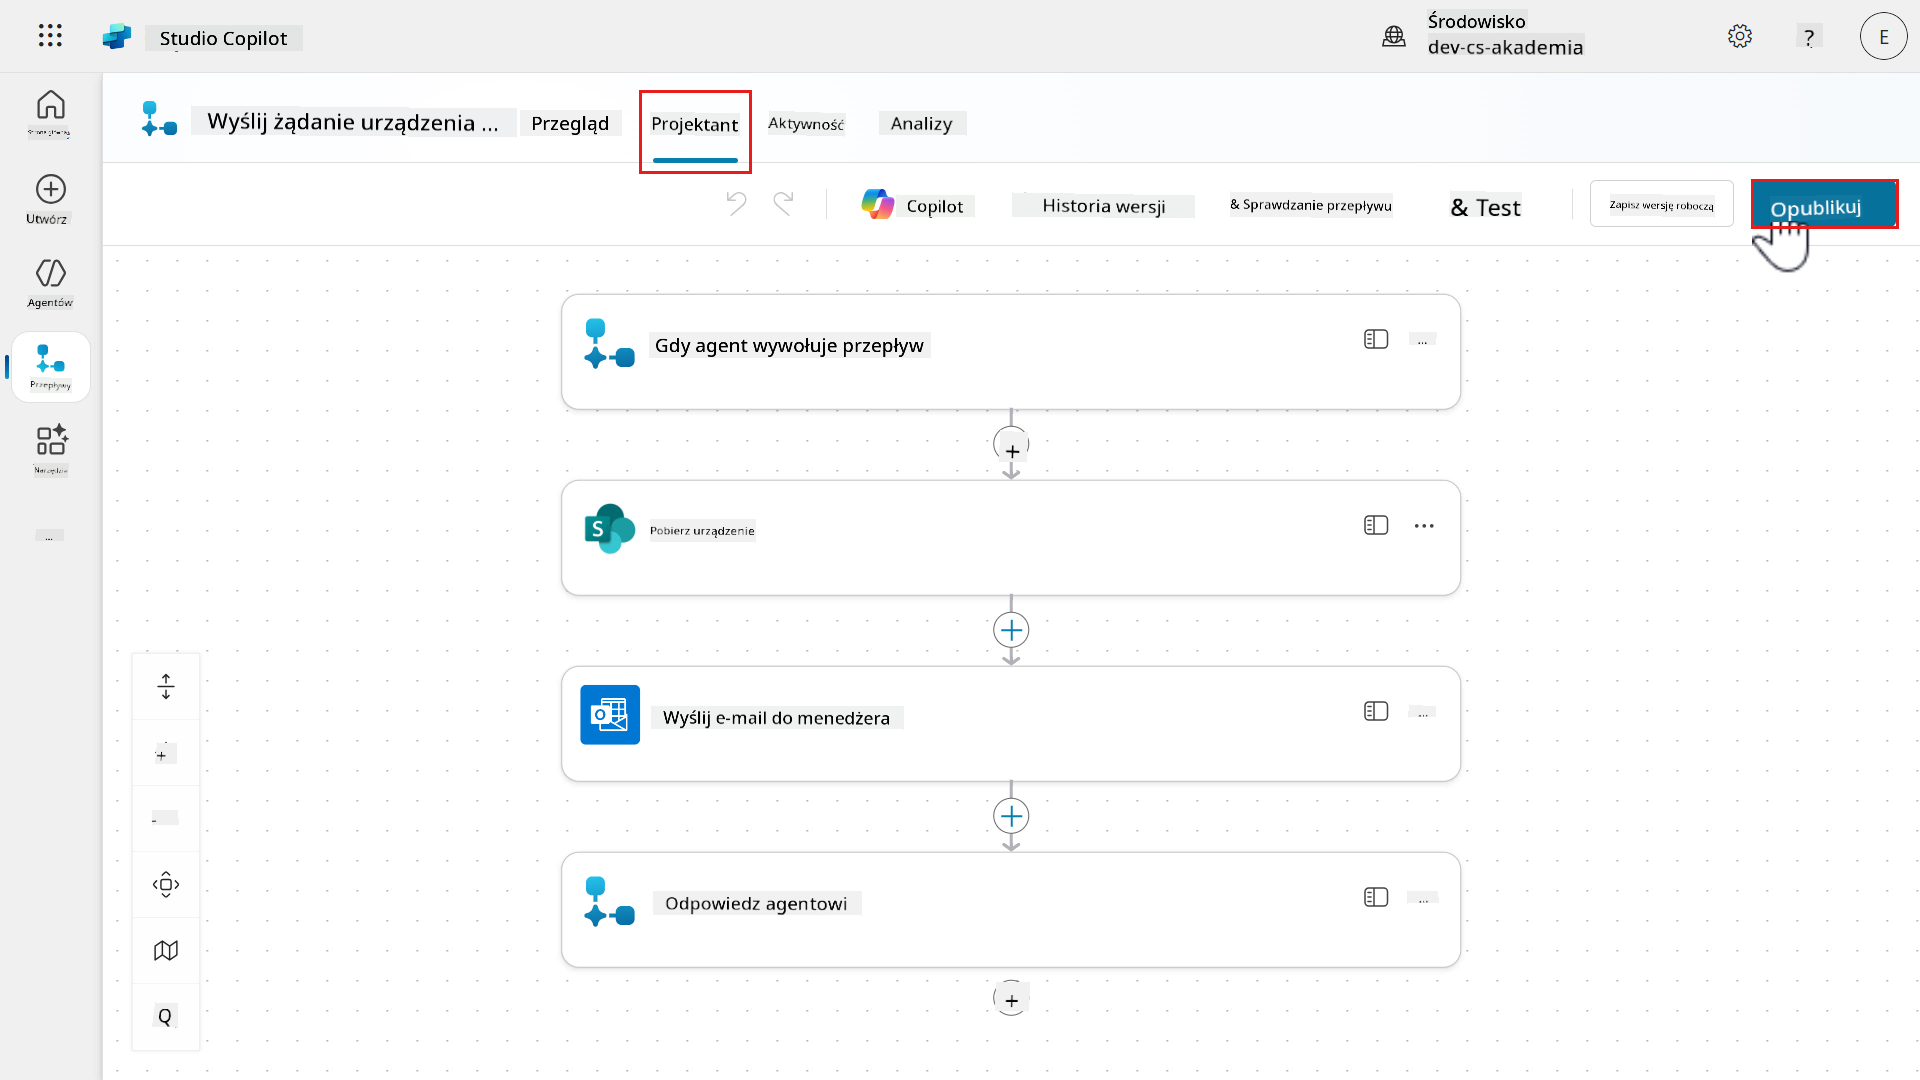 Studio Copilot
Środowisko
dev-cs-akademia
?
E
Strona główna
Utwórz
Agentów
Przepływy
Narzędzia
...
Wyślij żądanie urządzenia ...
Przegląd
Projektant
Aktywność
Analizy
Copilot
Historia wersji
& Sprawdzanie przepływu
& Test
Zapisz wersję roboczą
Opublikuj
Gdy agent wywołuje przepływ
...
+
Pobierz urządzenie
Wyślij e-mail do menedżera
...
Odpowiedz agentowi
...
+
+
-
Q